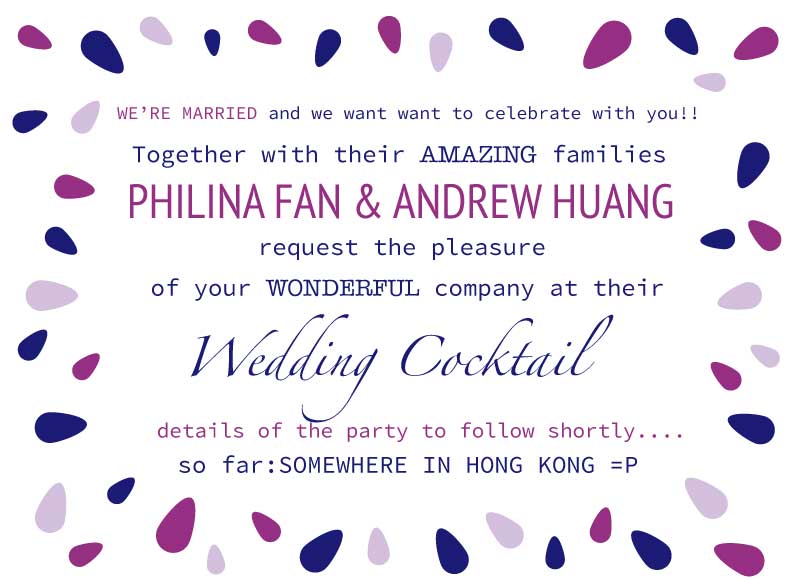 WE'RE MARRIED and we want want to celebrate with you!!
Together with their AMAZING families
PHILINA FAN & ANDREW HUANG
request the pleasure
of your WONDERFUL company at their
Wedding Cocktail
details of the party to follow shortly....
so far:SOMEWHERE IN HONG KONG =P